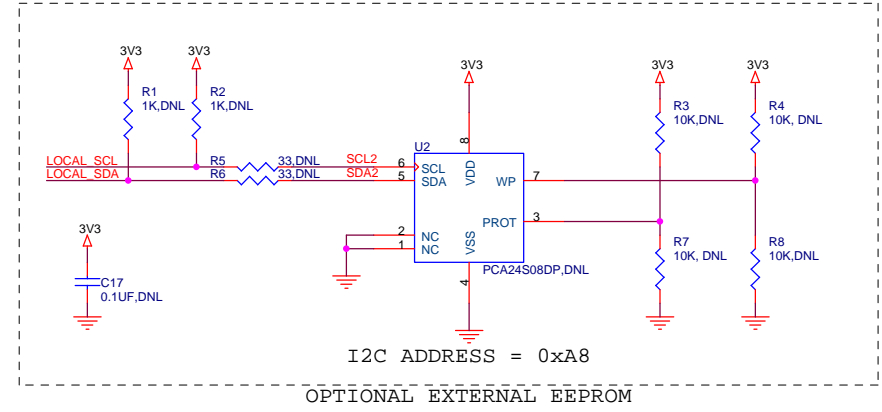 3V3
3V3
3V3
3V3
3V3
R1
1K,DNL
R2
1K,DNL
R3
10K,DNL
R4
10K, DNL
U2
LOCAL_SCL
R5
33,DNL
SCL2
6
SCL
LOCAL_SDA
R6
33,DNL
SDA2
5
SDA
8
VDD
WP
7
PROT
3
2
NC
1
NC
VSS
4
PCA24S08DP,DNL
3V3
C17
0.1UF,DNL
R7
10K, DNL
R8
10K,DNL
I2C ADDRESS = 0xA8
OPTIONAL EXTERNAL EEPROM